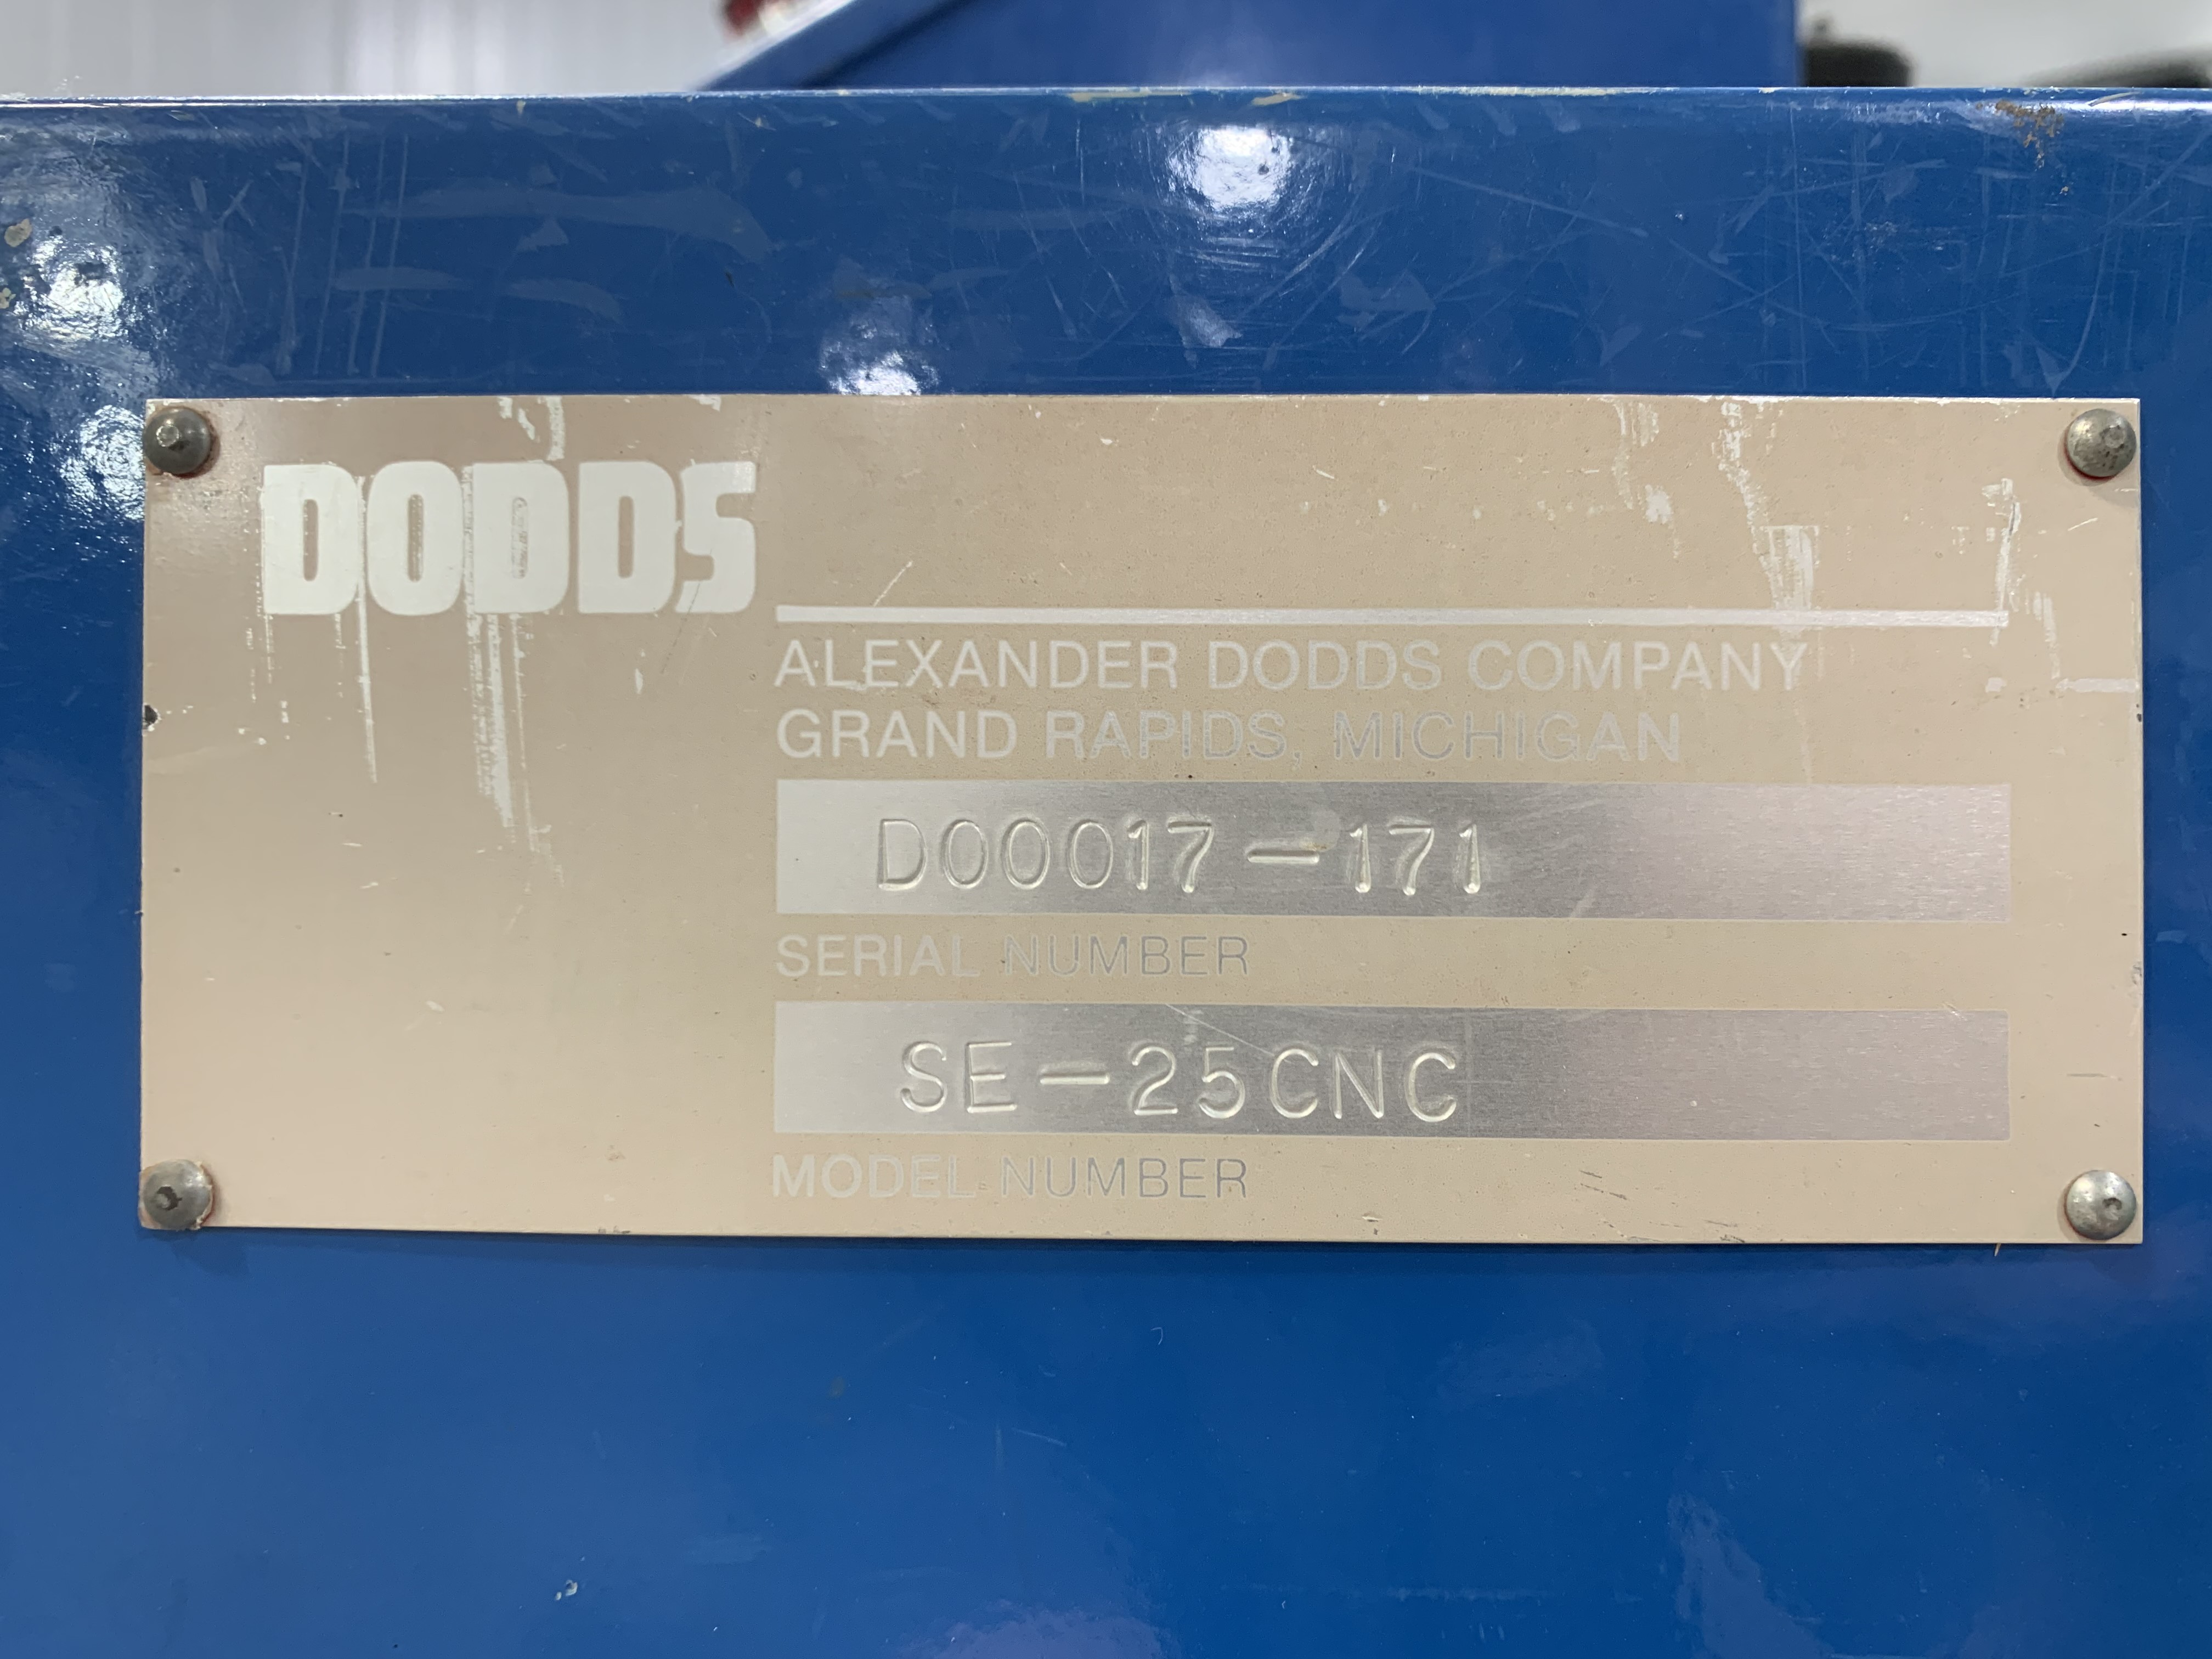 DODDS
ALEXANDER DODDS COMPANY
GRAND RAPIDS, MICHIGAN
D00017-171
SERIAL NUMBER
SE-25CNC
MODEL NUMBER